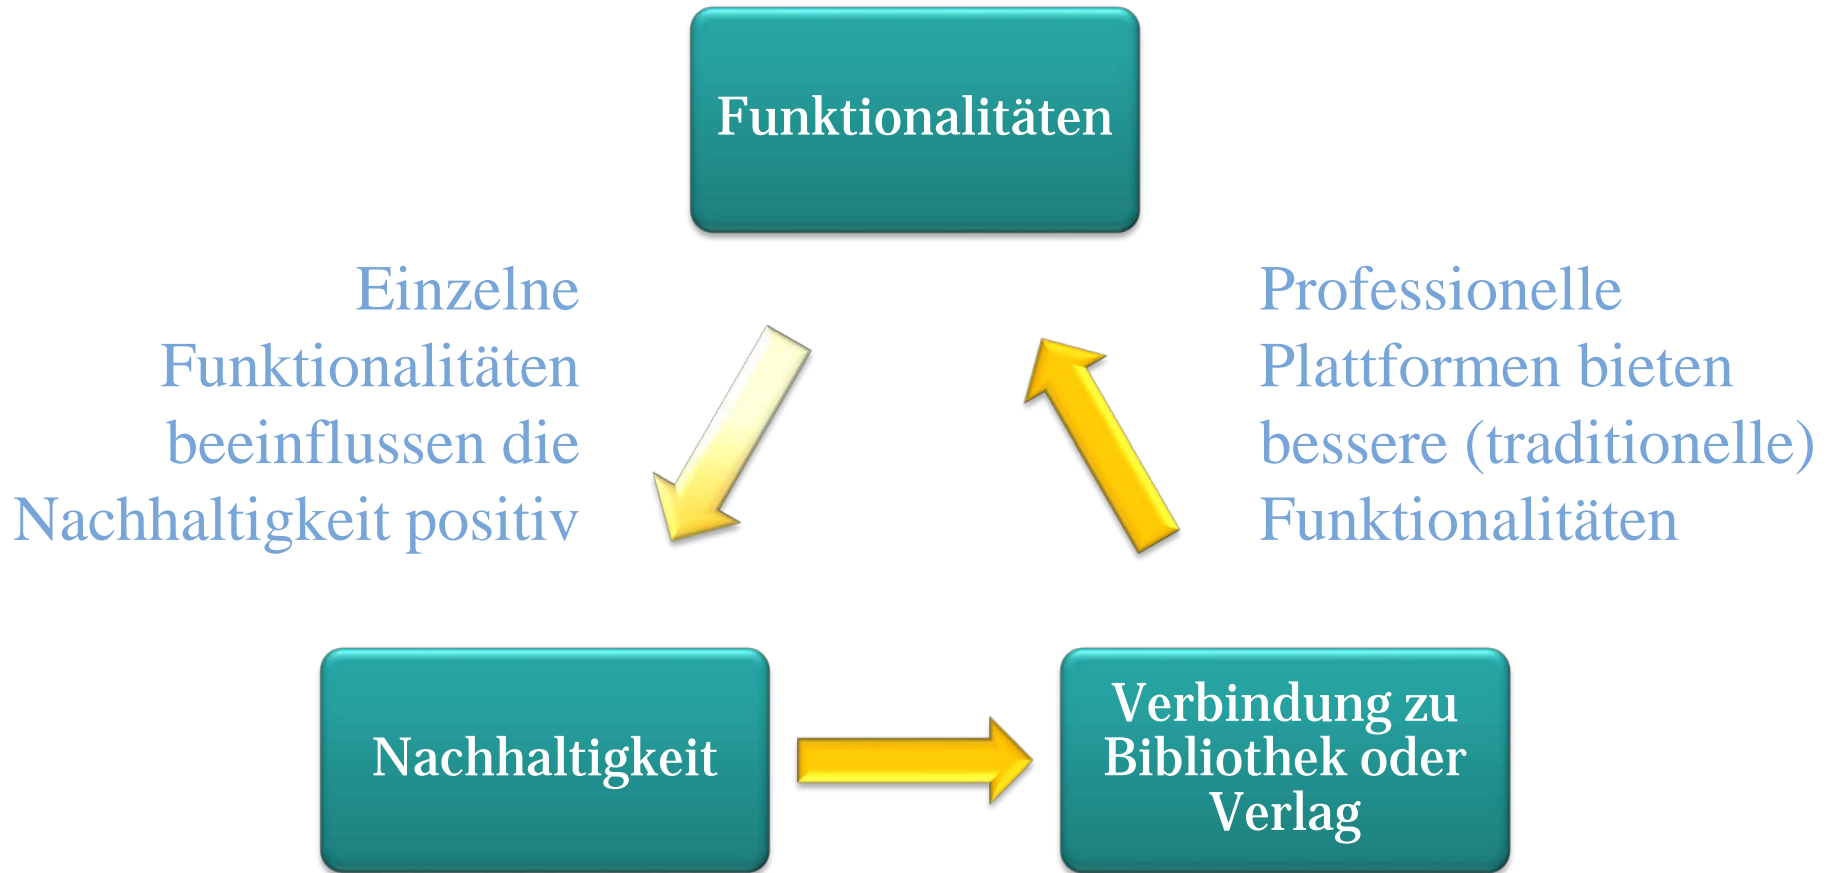 Funktionalitäten
Einzelne
Funktionalitäten
beeinflussen die
Nachhaltigkeit positiv
Professionelle
Plattformen bieten
bessere (traditionelle)
Funktionalitäten
Nachhaltigkeit
Verbindung zu
Bibliothek oder
Verlag